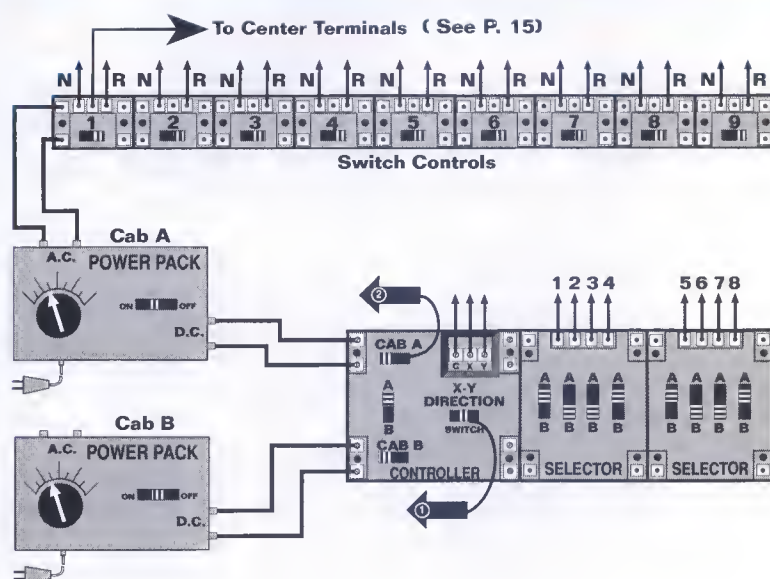 To Center Terminals ( See P. 15)
N R N R N R N R N R N R N R N R N R
1 2 3 4 5 6 7 8 9
Switch Controls
Cab A
A.C.
POWER PACK
ON OFF
D.C.
Cab B
A.C.
POWER PACK
ON OFF
D.C.
2
CAB A
C X Y
X-Y
DIRECTION
SWITCH
A
B
CAB B
CONTROLLER
1
1 2 3 4
A A A A
B B B B
SELECTOR
5 6 7 8
A A A A
B B B B
SELECTOR